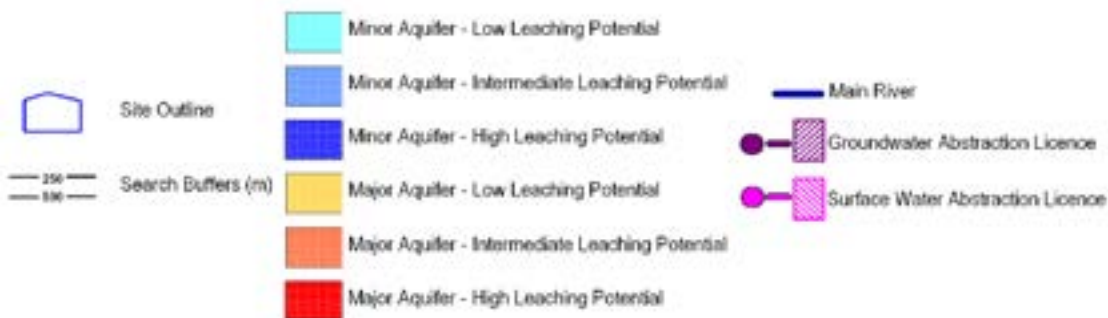 Site Outline
250
500
Search Buffers (m)
Minor Aquifer - Low Leaching Potential
Minor Aquifer - Intermediate Leaching Potential
Minor Aquifer - High Leaching Potential
Major Aquifer - Low Leaching Potential
Major Aquifer - Intermediate Leaching Potential
Major Aquifer - High Leaching Potential
Main River
Groundwater Abstraction Licence
Surface Water Abstraction Licence